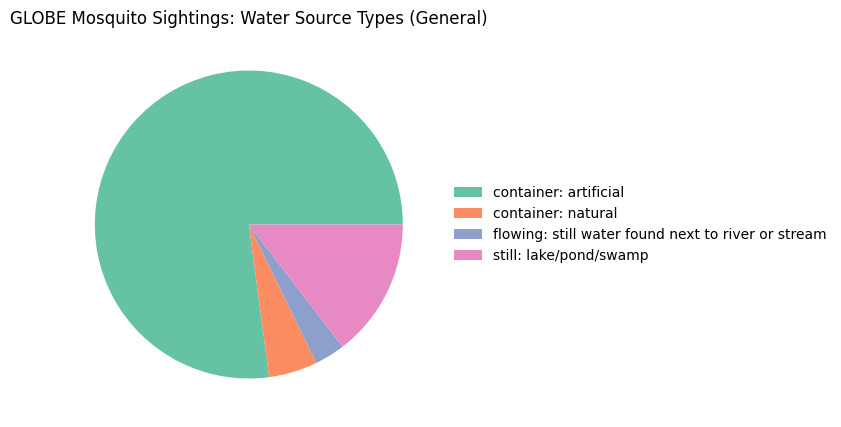 GLOBE Mosquito Sightings: Water Source Types (General)
container: artificial
container: natural
flowing: still water found next to river or stream
still: lake/pond/swamp